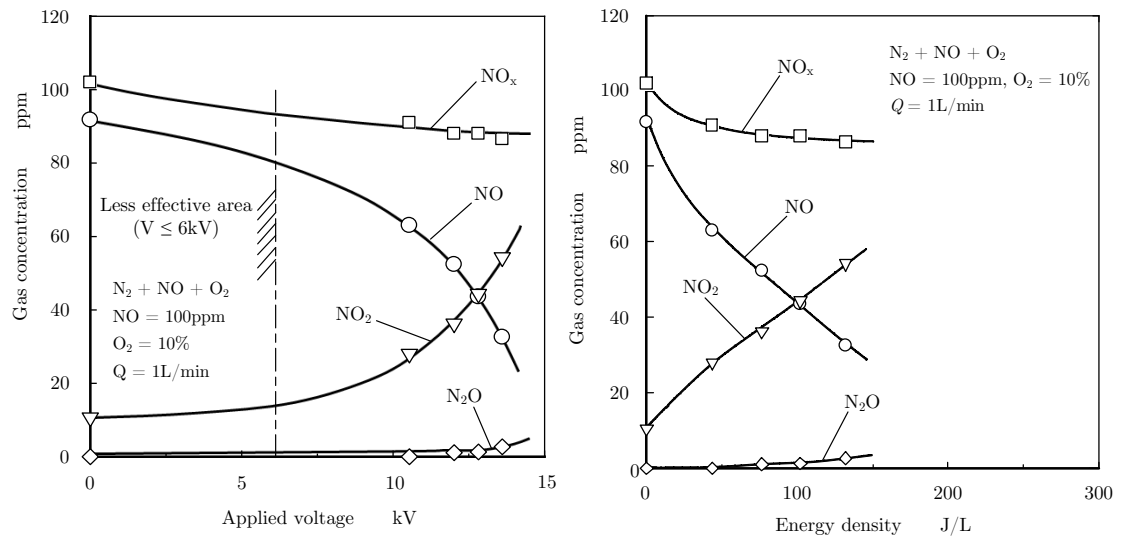 120
100
80
60
40
20
0
ppm
Gas concentration
NOx
NO
NO2
N2O
Less effective area
(V ≤ 6kV)
N2 + NO + O2
NO = 100ppm
O2 = 10%
Q = 1L/min
0
5
10
15
Applied voltage kV
120
100
80
60
40
20
0
ppm
Gas concentration
N2 + NO + O2
NO = 100ppm, O2 = 10%
Q = 1L/min
NOx
NO
NO2
N2O
0
100
200
300
Energy density J/L